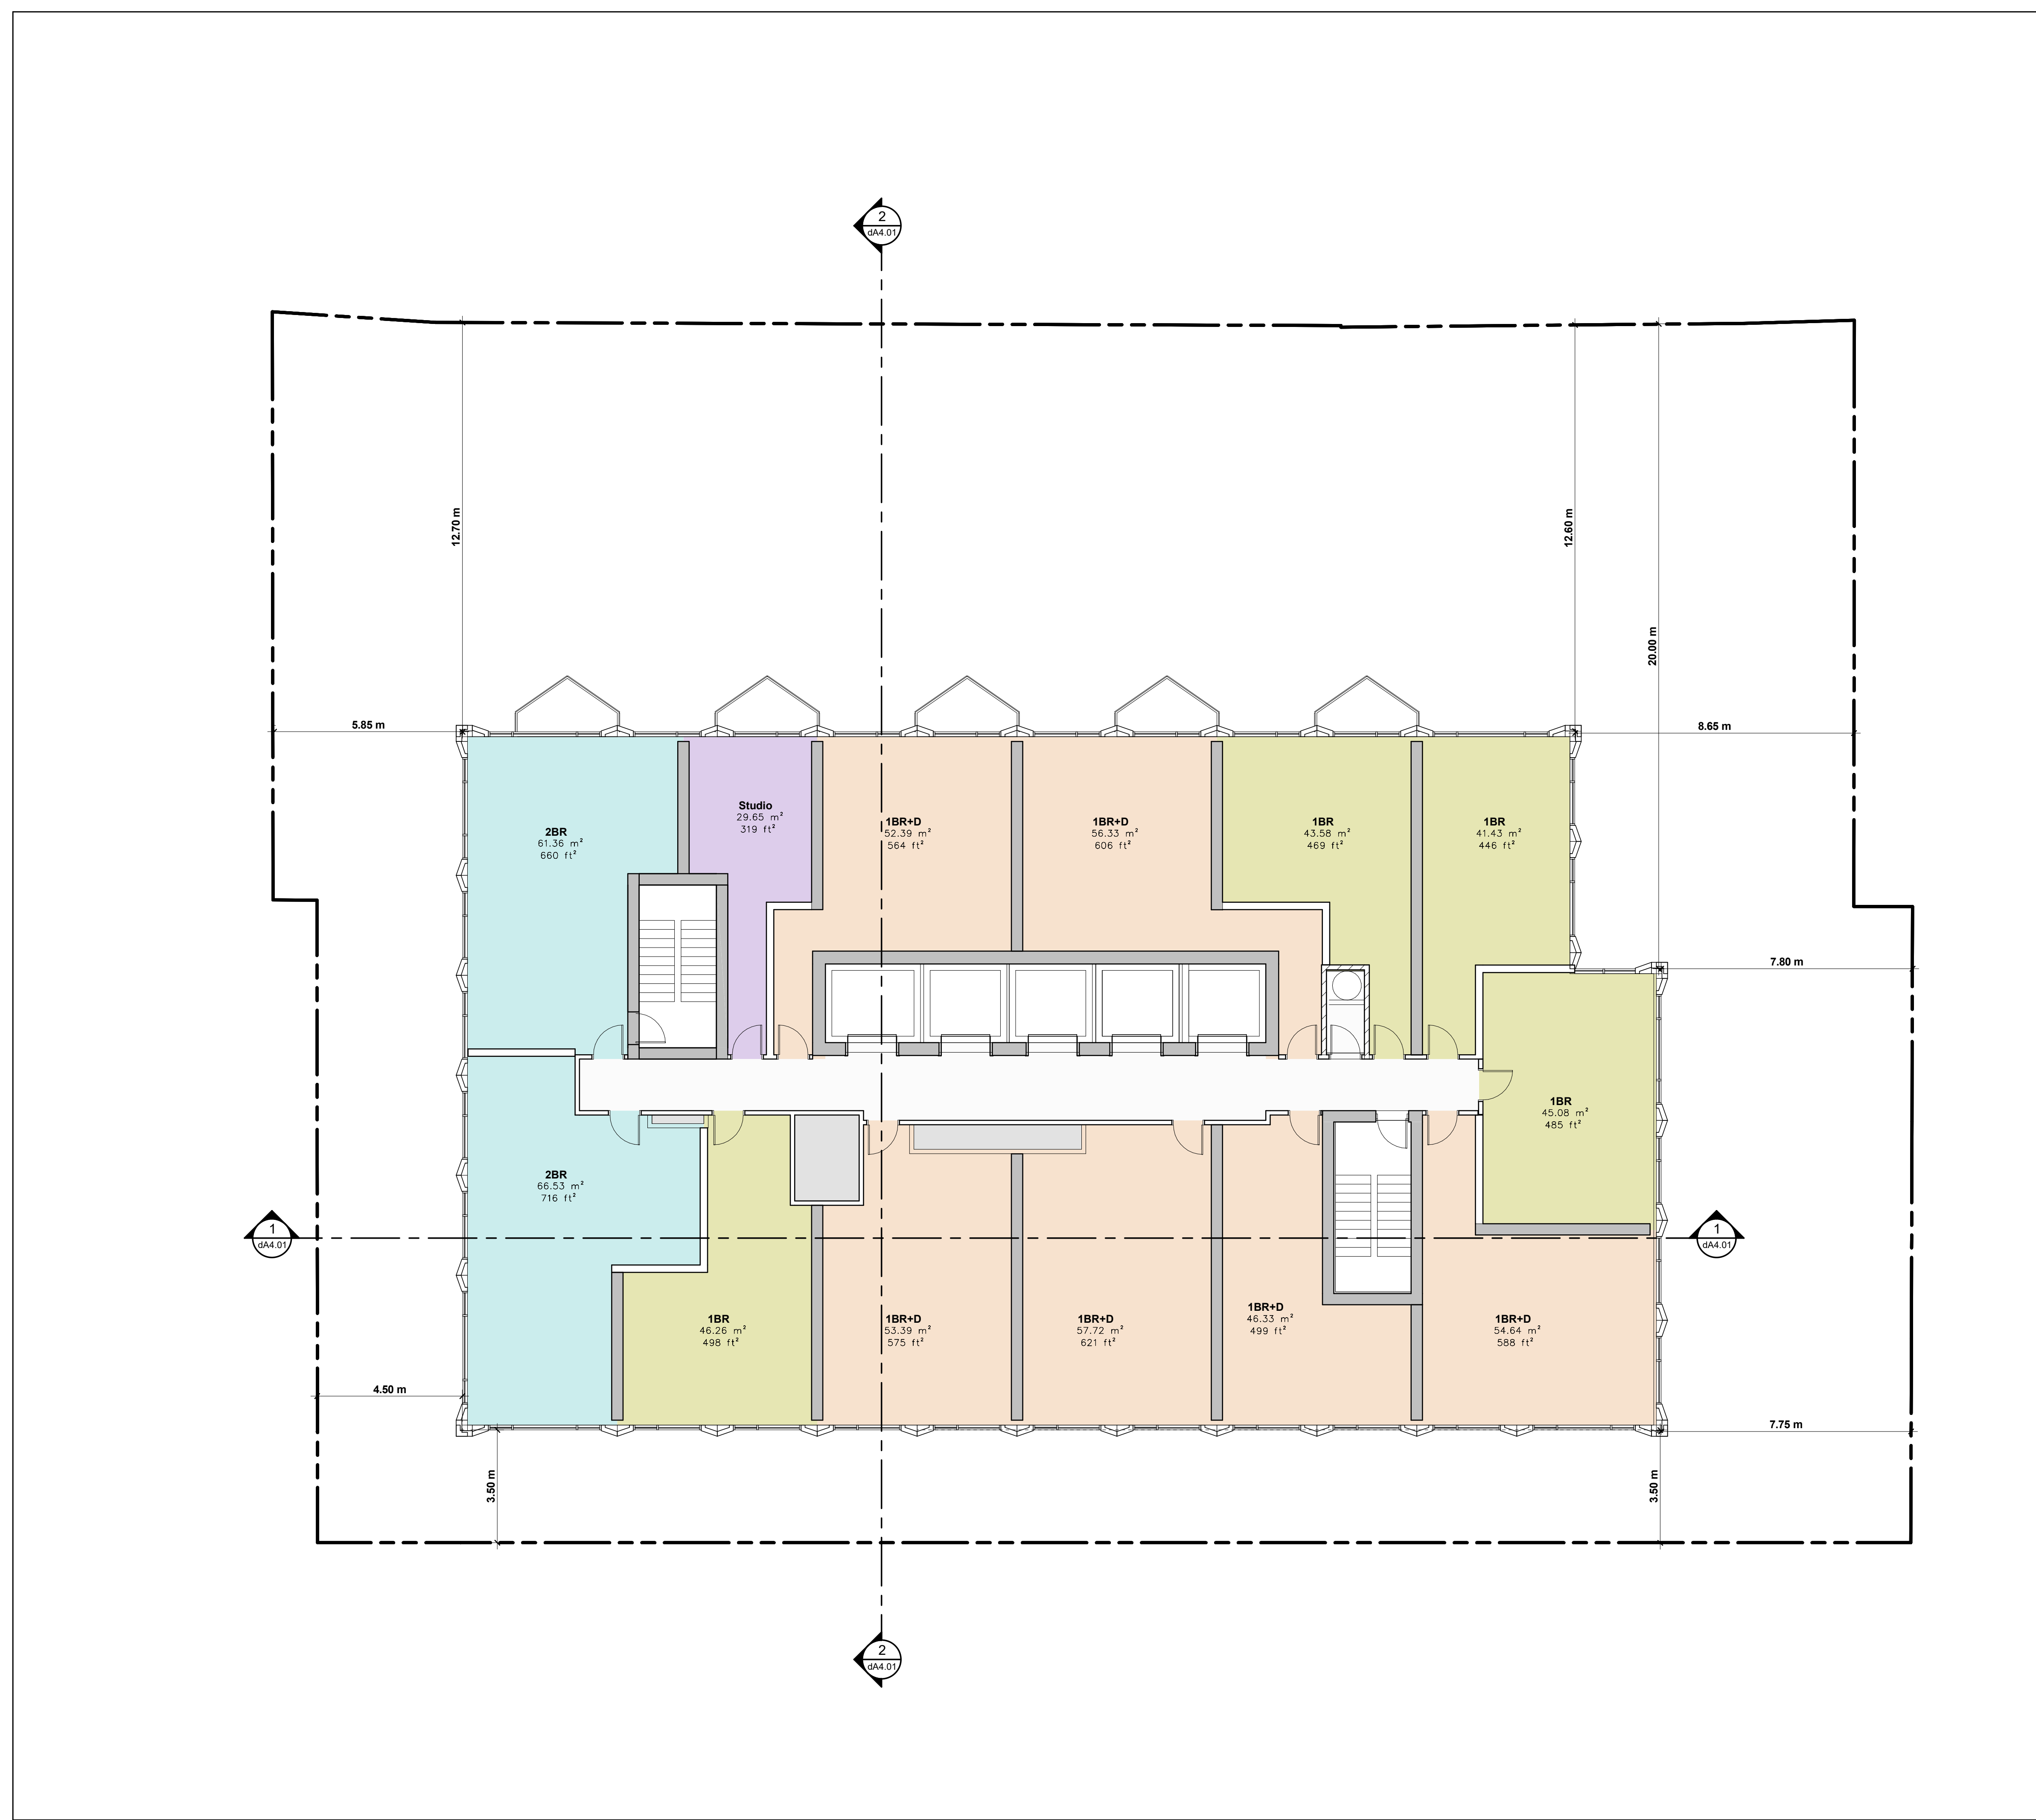 2
dA4.01
12.70 m
12.60 m
20.00 m
5.85 m
8.65 m
Studio
29.65 m²
319 ft²
2BR
61.36 m²
660 ft²
1BR+D
52.39 m²
564 ft²
1BR+D
56.33 m²
606 ft²
1BR
43.58 m²
469 ft²
1BR
41.43 m²
446 ft²
7.80 m
1BR
45.08 m²
485 ft²
2BR
66.53 m²
716 ft²
1
dA4.01
1
dA4.01
1BR
46.26 m²
498 ft²
1BR+D
53.39 m²
575 ft²
1BR+D
57.72 m²
621 ft²
1BR+D
46.33 m²
499 ft²
1BR+D
54.64 m²
588 ft²
4.50 m
7.75 m
3.50 m
3.50 m
2
dA4.01